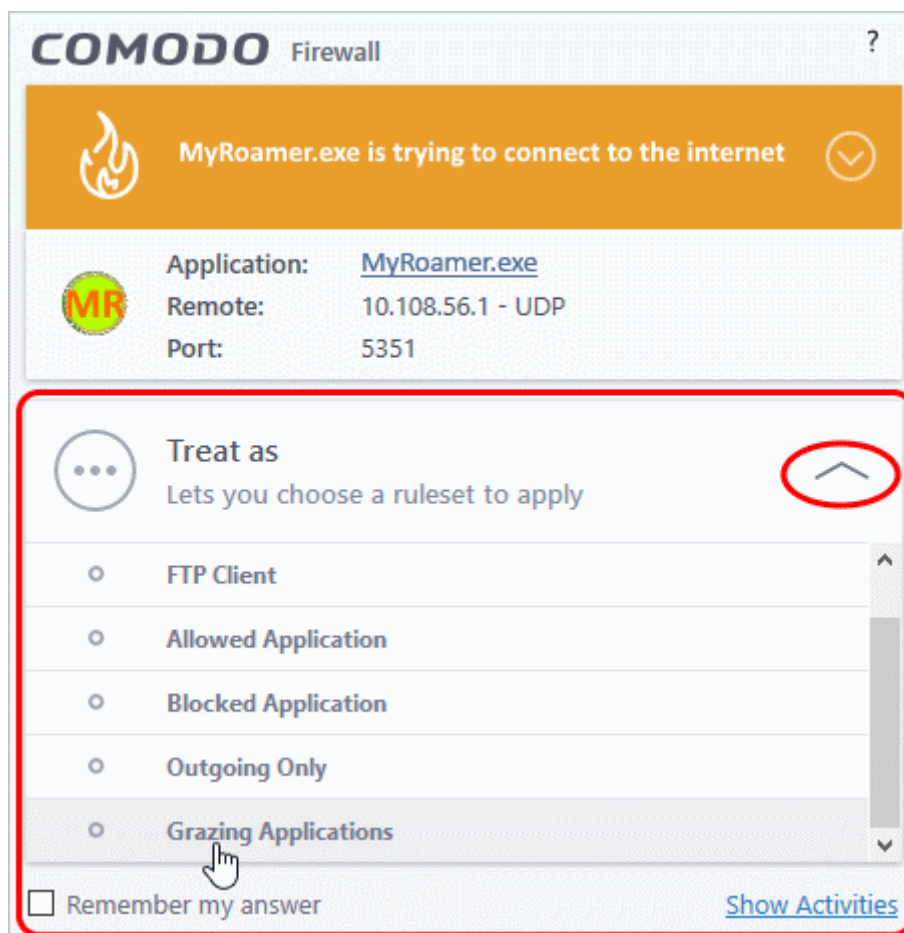 COMODO Firewall ?
MyRoamer.exe is trying to connect to the internet
MR
Application: MyRoamer.exe
Remote: 10.108.56.1 - UDP
Port: 5351
Treat as
Lets you choose a ruleset to apply
FTP Client
Allowed Application
Blocked Application
Outgoing Only
Grazing Applications
Remember my answer Show Activities